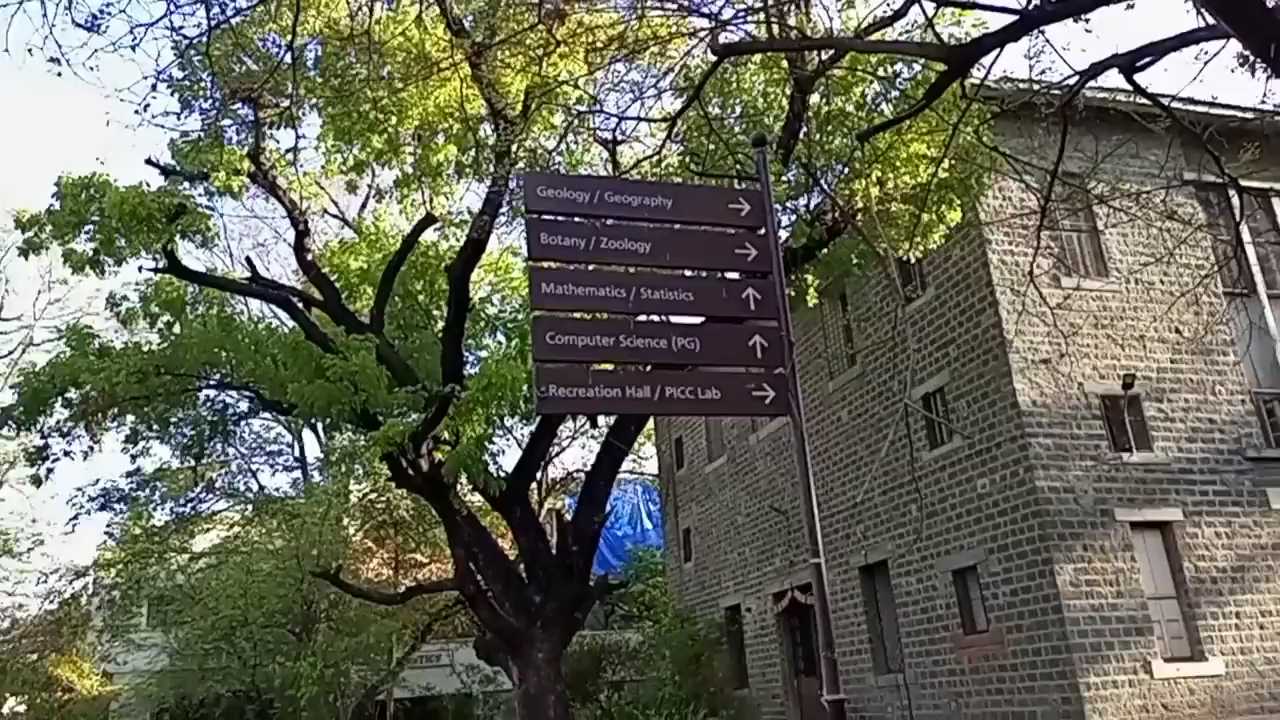 Geology / Geography →
Botany / Zoology →
Mathematics / Statistics ↑
Computer Science (PG) ↑
Recreation Hall / PICC Lab →